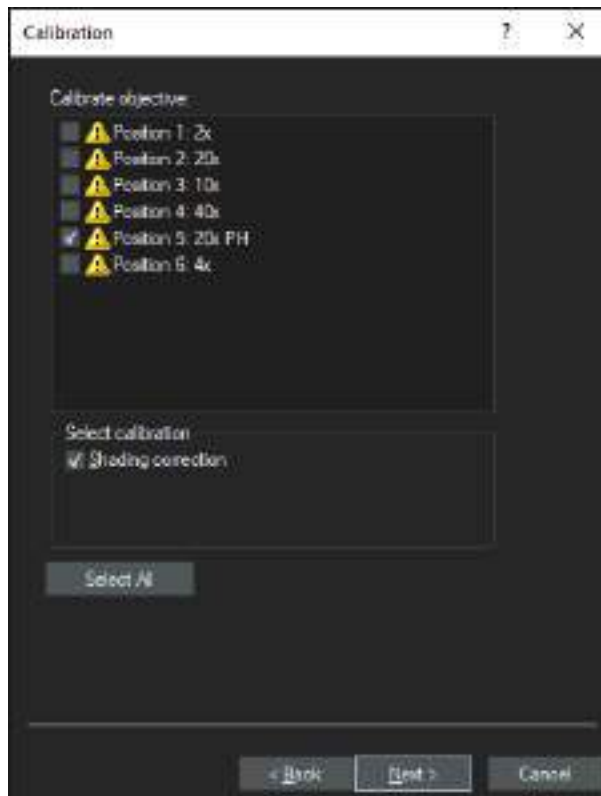 Calibration ?
Calibrate objective
Position 1: 2x
Position 2: 20x
Position 3: 10x
Position 4: 40x
Position 5: 20x PH
Position 6: 4x
Select calibration
Shading correction
Select All
< Back Next > Cancel